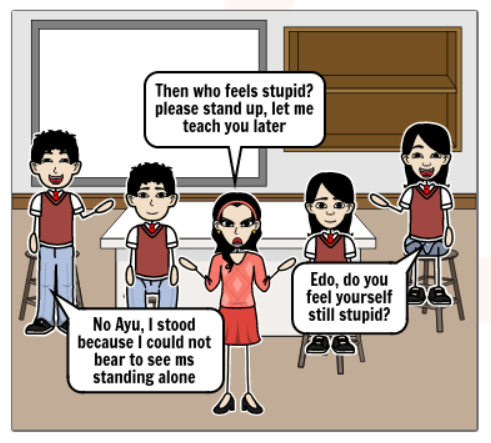 Then who feels stupid?
please stand up, let me
teach you later
Edo, do you
feel yourself
still stupid?
No Ayu, I stood
because I could not
bear to see ms
standing alone